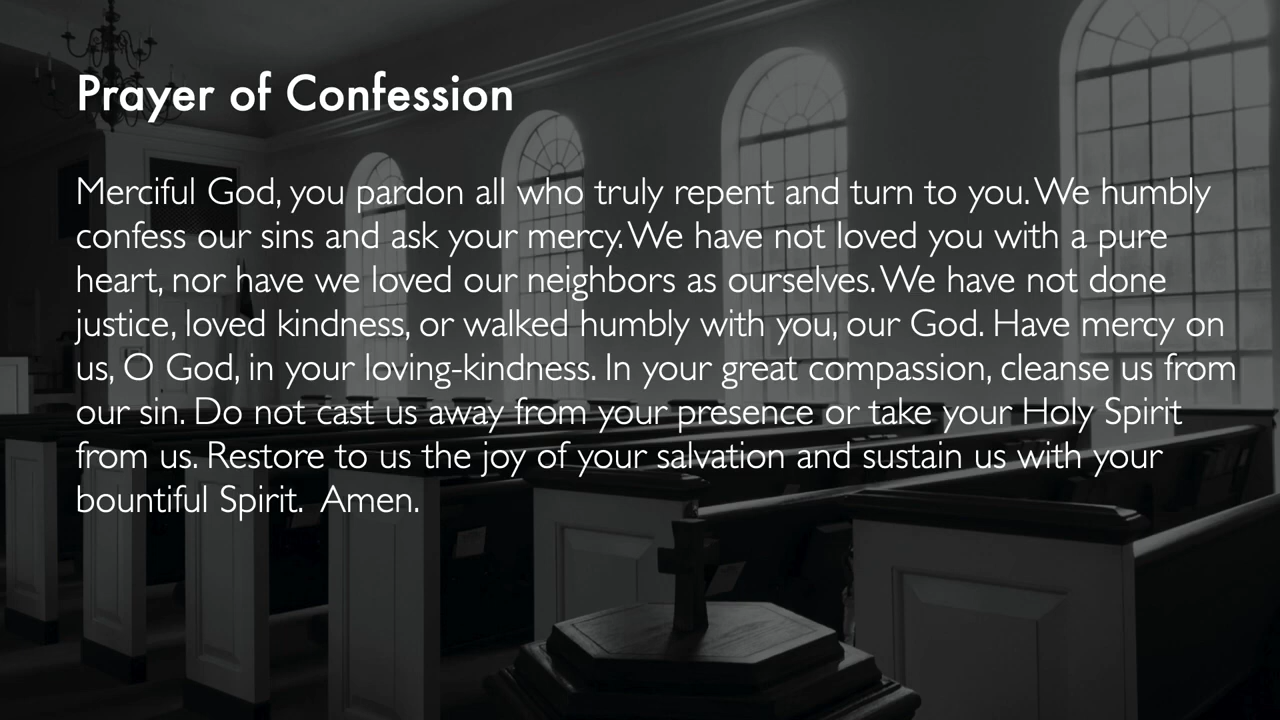 Prayer of Confession
Merciful God, you pardon all who truly repent and turn to you. We humbly
confess our sins and ask your mercy. We have not loved you with a pure
heart, nor have we loved our neighbors as ourselves. We have not done
justice, loved kindness, or walked humbly with you, our God. Have mercy on
us, O God, in your loving-kindness. In your great compassion, cleanse us from
our sin. Do not cast us away from your presence or take your Holy Spirit
from us. Restore to us the joy of your salvation and sustain us with your
bountiful Spirit.  Amen.